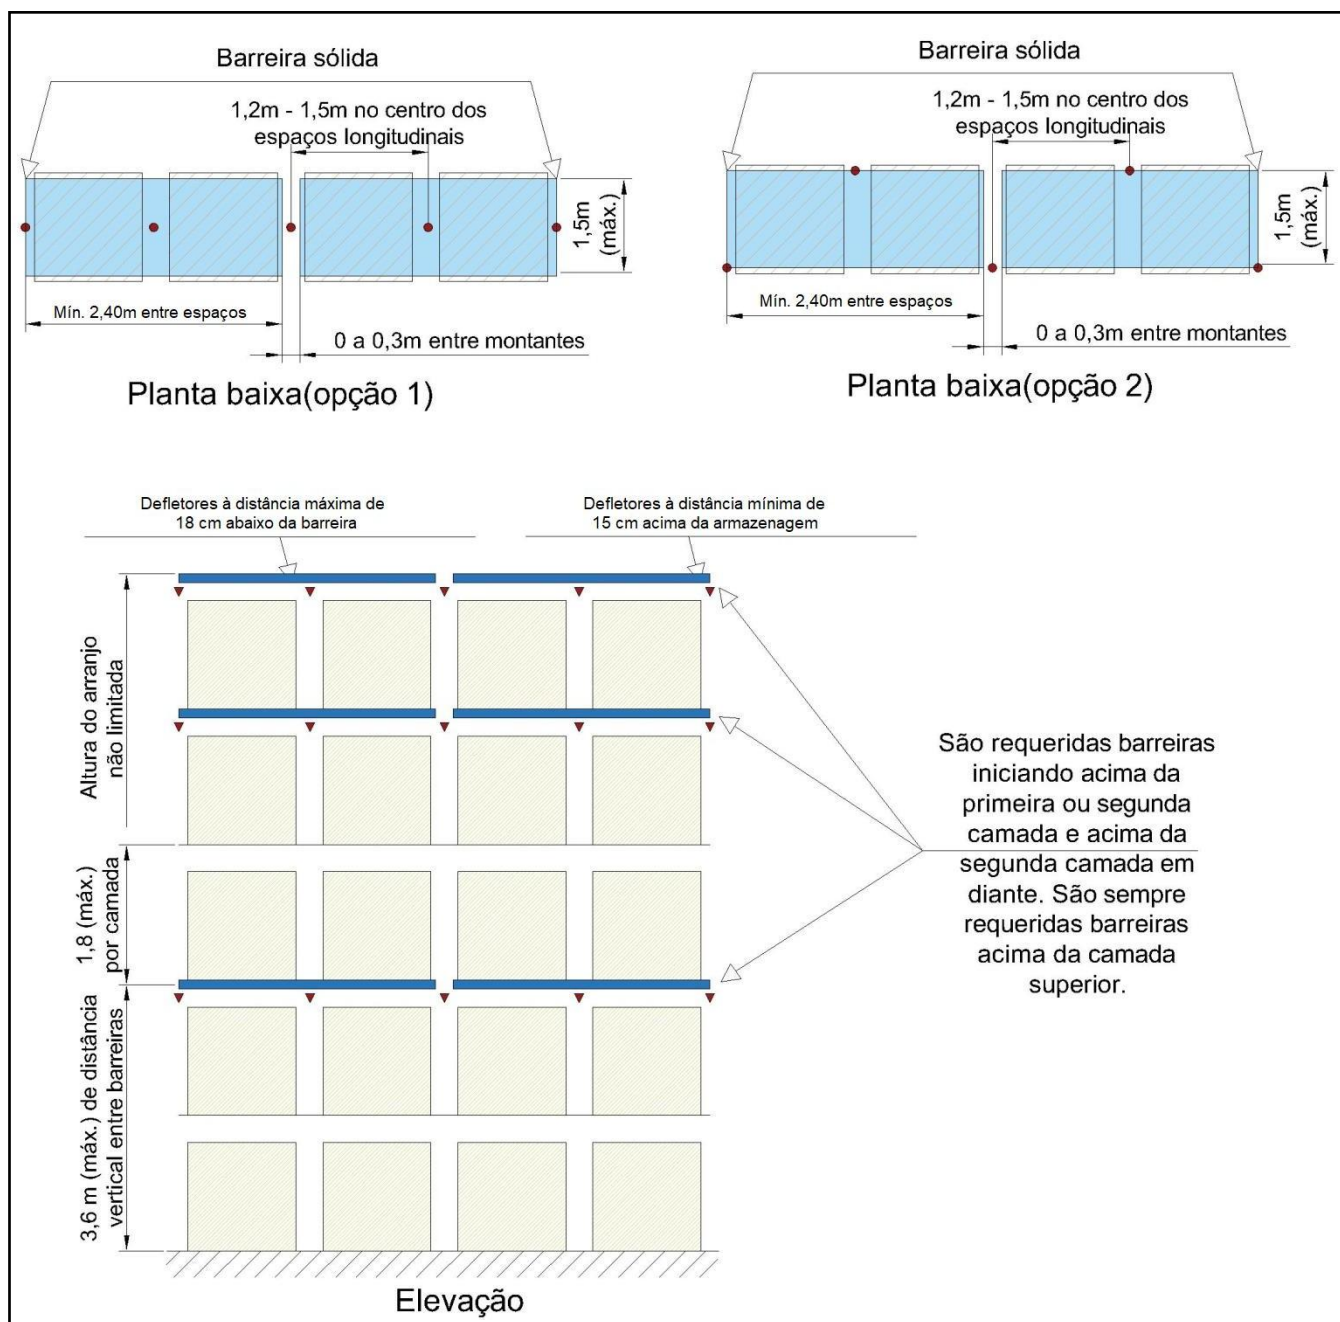 Barreira sólida
1,2m - 1,5m no centro dos
espaços longitudinais
1,5m
(máx.)
Mín. 2,40m entre espaços
0 a 0,3m entre montantes
Planta baixa(opção 1)
Barreira sólida
1,2m - 1,5m no centro dos
espaços longitudinais
1,5m
(máx.)
Mín. 2,40m entre espaços
0 a 0,3m entre montantes
Planta baixa(opção 2)
Defletores à distância máxima de
18 cm abaixo da barreira
Defletores à distância mínima de
15 cm acima da armazenagem
Altura do arranjo
não limitada
1,8 (máx.)
por camada
3,6 m (máx.) de distância
vertical entre barreiras
São requeridas barreiras
iniciando acima da
primeira ou segunda
camada e acima da
segunda camada em
diante. São sempre
requeridas barreiras
acima da camada
superior.
Elevação